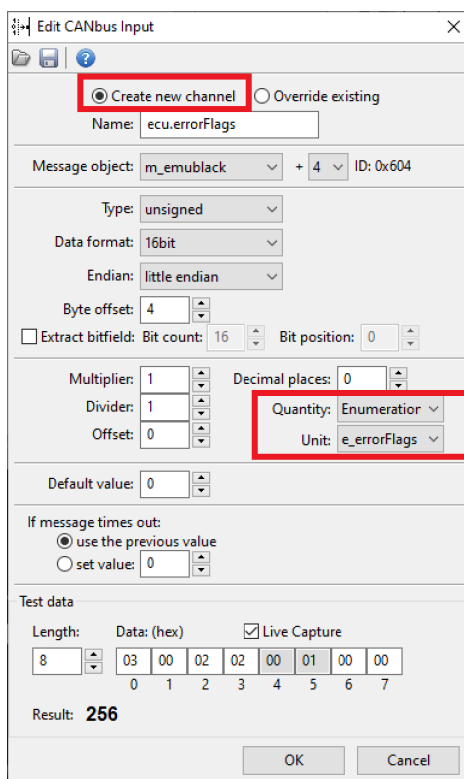 Edit CANbus Input
Create new channel Override existing
Name: ecu.errorFlags
Message object: m_emublack + 4 ID: 0x604
Type: unsigned
Data format: 16bit
Endian: little endian
Byte offset: 4
Extract bitfield: Bit count: 16 Bit position: 0
Multiplier: 1 Decimal places: 0
Divider: 1 Quantity: Enumeration
Offset: 0 Unit: e_errorFlags
Default value: 0
If message times out:
use the previous value
set value: 0
Test data
Length: Data: (hex) Live Capture
8 03 00 02 02 00 01 00 00
0 1 2 3 4 5 6 7
Result: 256
OK Cancel